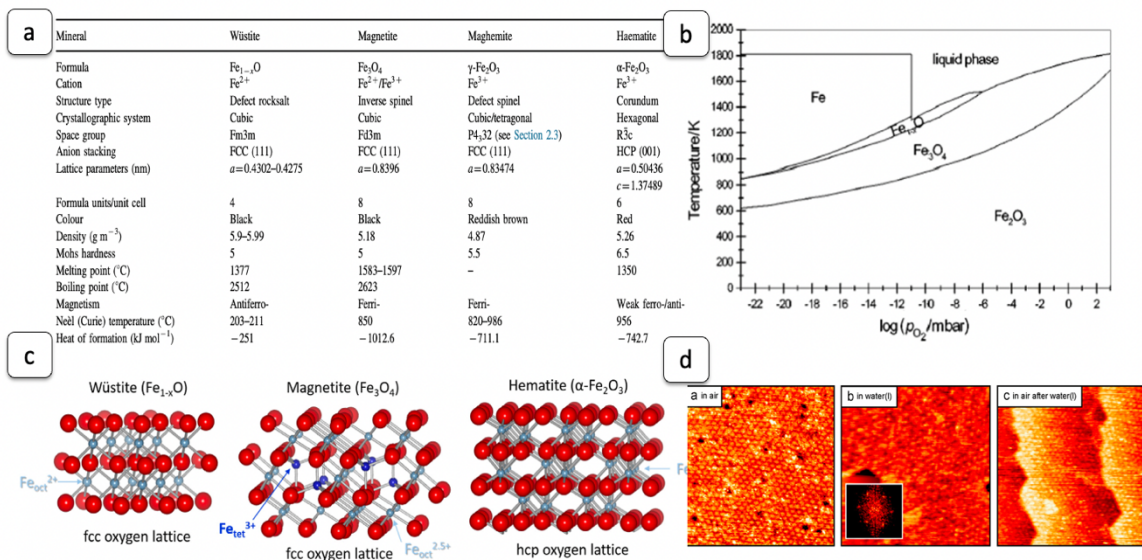 a
Mineral Wüstite Magnetite Maghemite Haematite
Formula Fe₁₋ₓO Fe₃O₄ γ-Fe₂O₃ α-Fe₂O₃
Cation Fe²⁺ Fe²⁺/Fe³⁺ Fe³⁺ Fe³⁺
Structure type Defect rocksalt Inverse spinel Defect spinel Corundum
Crystallographic system Cubic Cubic Cubic/tetragonal Hexagonal
Space group Fm3m Fd3m P4₃32 (see Section 2.3) R3̄c
Anion stacking FCC (111) FCC (111) FCC (111) HCP (001)
Lattice parameters (nm) a=0.4302–0.4275 a=0.8396 a=0.83474 a=0.50436
c=1.37489
Formula units/unit cell 4 8 8 6
Colour Black Black Reddish brown Red
Density (g m⁻³) 5.9–5.99 5.18 4.87 5.26
Mohs hardness 5 5 5.5 6.5
Melting point (°C) 1377 1583–1597 – 1350
Boiling point (°C) 2512 2623
Magnetism Antiferro- Ferri- Ferri- Weak ferro-/anti-
Neèl (Curie) temperature (°C) 203–211 850 820–986 956
Heat of formation (kJ mol⁻¹) −251 −1012.6 −711.1 −742.7
b
Temperature/K
2000
1800
1600
1400
1200
1000
800
600
400
200
0
liquid phase
Fe
O
Fe₃O₄
Fe₂O₃
-22 -20 -18 -16 -14 -12 -10 -8 -6 -4 -2 0 2
log(pO₂/mbar)
c
Wüstite (Fe₁₋ₓO) Magnetite (Fe₃O₄) Hematite (α-Fe₂O₃)
Fe_oct²⁺
Fe_tet³⁺
Fe_oct²·⁵⁺
Fe
fcc oxygen lattice fcc oxygen lattice hcp oxygen lattice
d
a in air b in water(l) c in air after water(l)